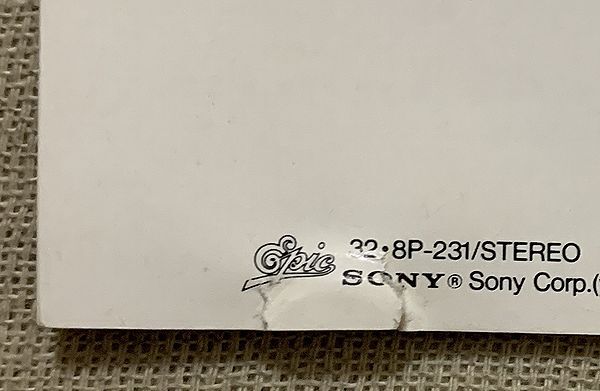 Epic
32•8P-231/STEREO
SONY® Sony Corp.(